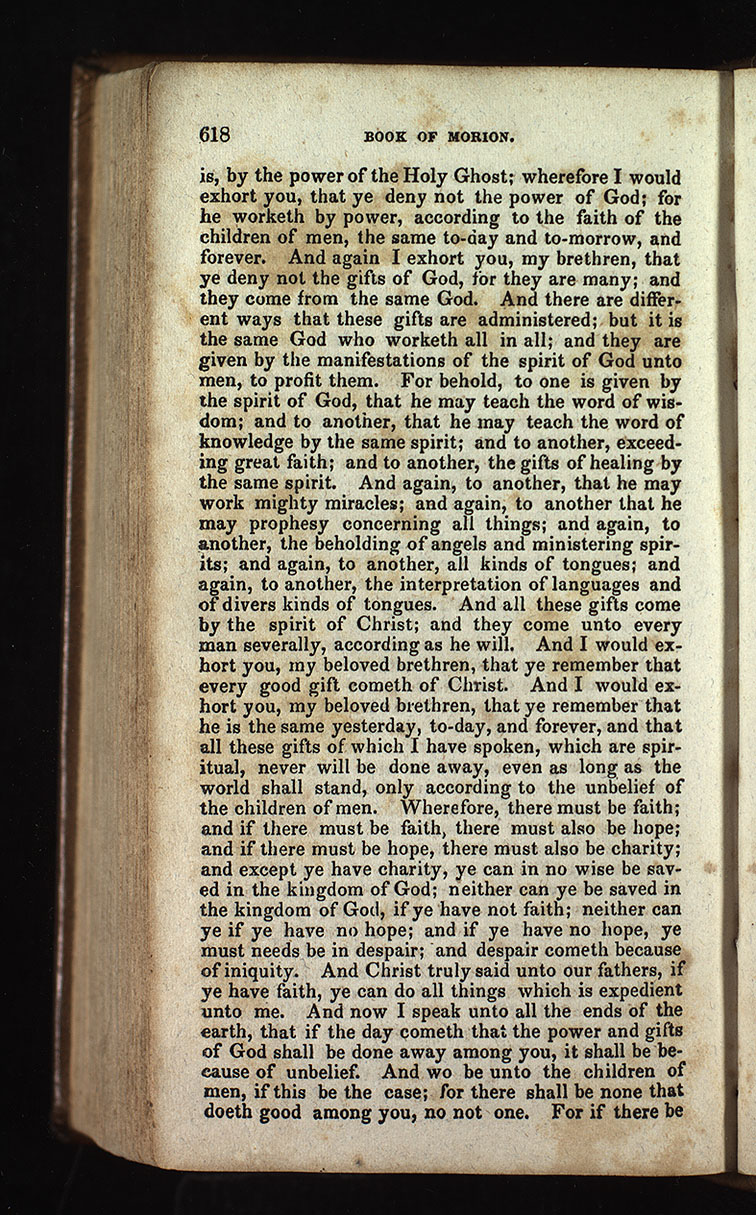 618 BOOK OF MORION.
is, by the power of the Holy Ghost; wherefore I would
exhort you, that ye deny not the power of God; for
he worketh by power, according to the faith of the
children of men, the same to-day and to-morrow, and
forever. And again I exhort you, my brethren, that
ye deny not the gifts of God, for they are many; and
they come from the same God. And there are differ-
ent ways that these gifts are administered; but it is
the same God who worketh all in all; and they are
given by the manifestations of the spirit of God unto
men, to profit them. For behold, to one is given by
the spirit of God, that he may teach the word of wis-
dom; and to another, that he may teach the word of
knowledge by the same spirit; and to another, exceed-
ing great faith; and to another, the gifts of healing by
the same spirit. And again, to another, that he may
work mighty miracles; and again, to another that he
may prophesy concerning all things; and again, to
another, the beholding of angels and ministering spir-
its; and again, to another, all kinds of tongues; and
again, to another, the interpretation of languages and
of divers kinds of tongues. And all these gifts come
by the spirit of Christ; and they come unto every
man severally, according as he will. And I would ex-
hort you, my beloved brethren, that ye remember that
every good gift cometh of Christ. And I would ex-
hort you, my beloved brethren, that ye remember that
he is the same yesterday, to-day, and forever, and that
all these gifts of which I have spoken, which are spir-
itual, never will be done away, even as long as the
world shall stand, only according to the unbelief of
the children of men. Wherefore, there must be faith;
and if there must be faith, there must also be hope;
and if there must be hope, there must also be charity;
and except ye have charity, ye can in no wise be sav-
ed in the kingdom of God; neither can ye be saved in
the kingdom of God, if ye have not faith; neither can
ye if ye have no hope; and if ye have no hope, ye
must needs be in despair; and despair cometh because
of iniquity. And Christ truly said unto our fathers, if
ye have faith, ye can do all things which is expedient
unto me. And now I speak unto all the ends of the
earth, that if the day cometh that the power and gifts
of God shall be done away among you, it shall be be-
cause of unbelief. And wo be unto the children of
men, if this be the case; for there shall be none that
doeth good among you, no not one. For if there be